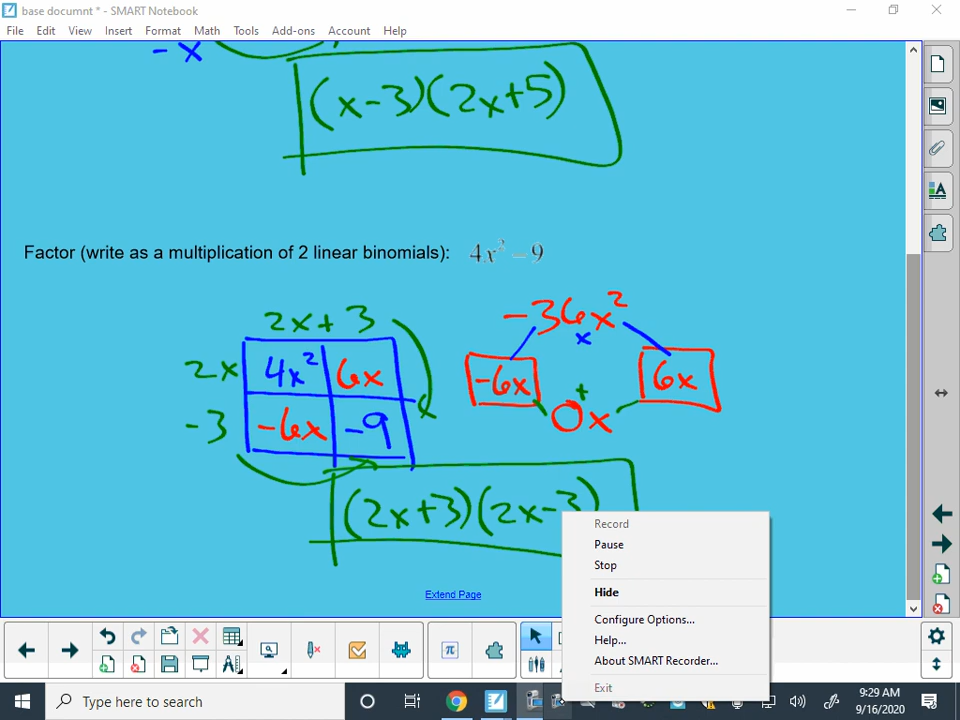 base documnt * - SMART Notebook
File Edit View Insert Format Math Tools Add-ons Account Help
- x
(x-3)(2x+5)
Factor (write as a multiplication of 2 linear binomials): 4x² - 9
2x + 3
2x 4x² 6x
-3 -6x -9
-36x²
x
-6x 6x
+
0x
(2x+3)(2x-3)
Record
Pause
Stop
Hide
Configure Options...
Help...
About SMART Recorder...
Exit
Extend Page
π
Type here to search
9:29 AM
9/16/2020